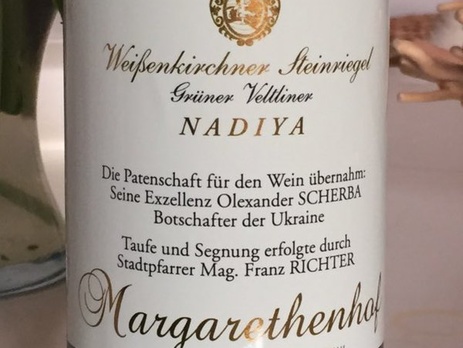 Weißenkirchner Steinriegel
Grüner Veltliner
NADIYA
Die Patenschaft für den Wein übernahm:
Seine Exzellenz Olexander SCHERBA
Botschafter der Ukraine
Taufe und Segnung erfolgte durch
Stadtpfarrer Mag. Franz RICHTER
Margarethenhof